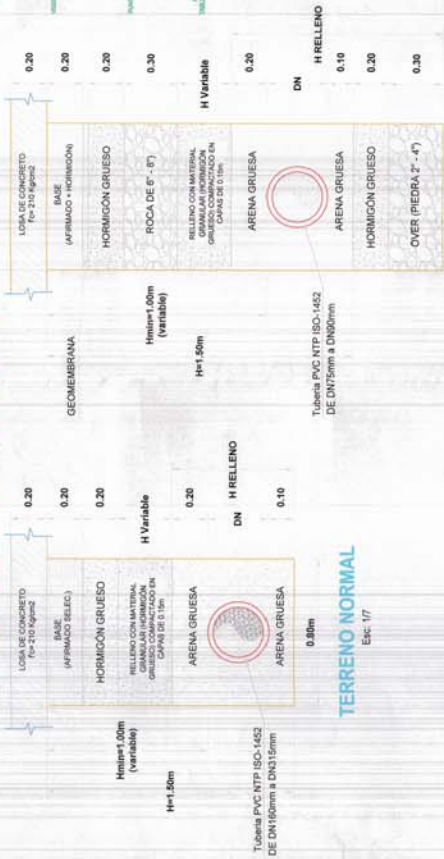 LOSA DE CONCRETO
f'c= 210 Kg/cm2
0.20
BASE
(AFIRMADO SELEC.)
0.20
HORMIGÓN GRUESO
0.20
RELLENO CON MATERIAL
GRANULAR (HORMIGÓN
GRUESO) COMPACTADO EN
CAPAS DE 0.15m
H Variable
Hmin=1.00m
(variable)
H=1.50m
ARENA GRUESA
0.20
DN
H RELLENO
ARENA GRUESA
0.10
Tubería PVC NTP ISO-1452
DE DN160mm a DN315mm
0.80m
TERRENO NORMAL
Esc: 1/7
LOSA DE CONCRETO
f'c= 210 Kg/cm2
0.20
BASE
(AFIRMADO + HORMIGÓN)
0.20
HORMIGÓN GRUESO
0.20
GEOMEMBRANA
ROCA DE 6" - 8"
0.30
Hmin=1.00m
(variable)
RELLENO CON MATERIAL
GRANULAR (HORMIGÓN
GRUESO) COMPACTADO EN
CAPAS DE 0.15m
H Variable
H=1.50m
ARENA GRUESA
0.20
DN
H RELLENO
ARENA GRUESA
0.10
HORMIGÓN GRUESO
0.20
OVER (PIEDRA 2" - 4")
0.30
Tubería PVC NTP ISO-1452
DE DN75mm a DN90mm